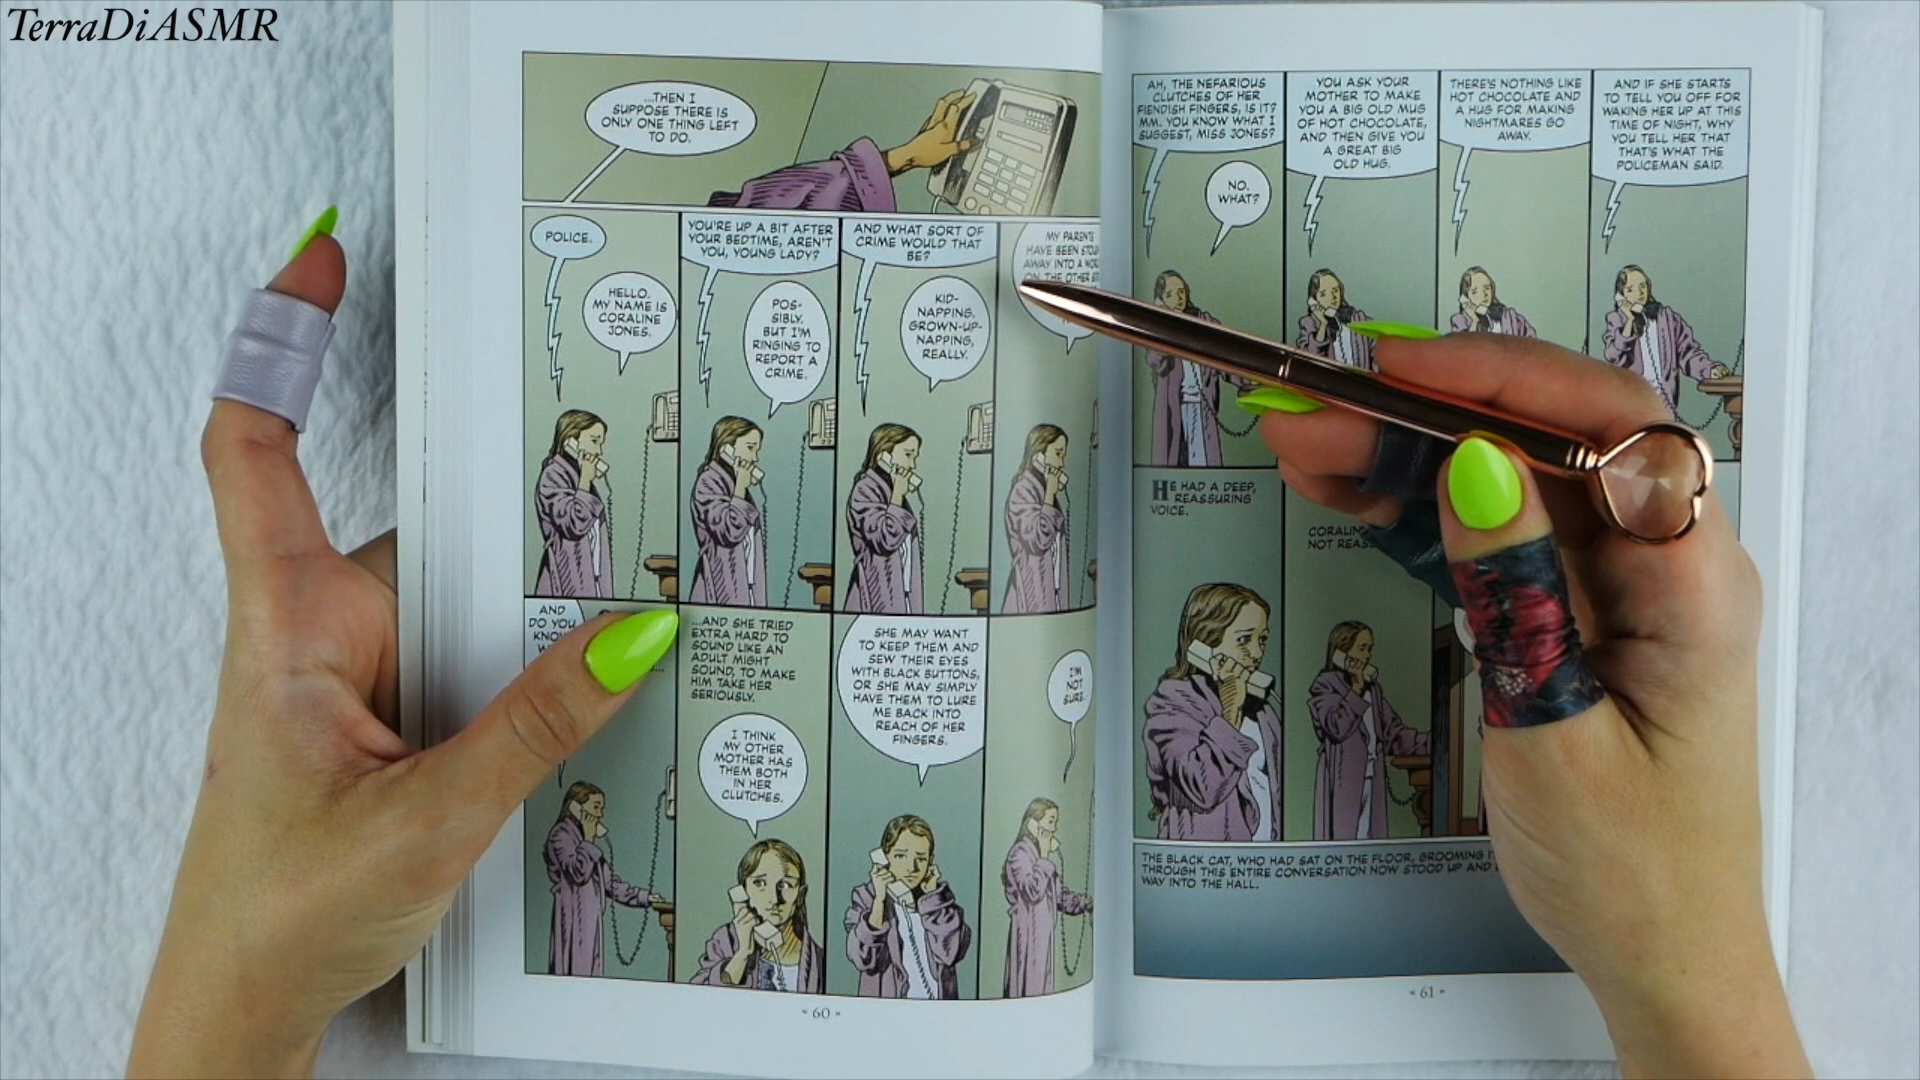 TerraDiASMR
...THEN I
SUPPOSE THERE IS
ONLY ONE THING LEFT
TO DO.
POLICE.
HELLO.
MY NAME IS
CORALINE
JONES.
YOU'RE UP A BIT AFTER
YOUR BEDTIME, AREN'T
YOU, YOUNG LADY?
POS-
SIBLY.
BUT I'M
RINGING TO
REPORT A
CRIME.
AND WHAT SORT OF
CRIME WOULD THAT
BE?
KID-
NAPPING.
GROWN-UP-
NAPPING,
REALLY.
MY PARENTS
HAVE BEEN
AWAY INTO A
ON THE OTHER
AND
DO YOU
KNOW
...AND SHE TRIED
EXTRA HARD TO
SOUND LIKE AN
ADULT MIGHT
SOUND, TO MAKE
HIM TAKE HER
SERIOUSLY.
I THINK
MY OTHER
MOTHER HAS
THEM BOTH
IN HER
CLUTCHES.
SHE MAY WANT
TO KEEP THEM AND
SEW THEIR EYES
WITH BLACK BUTTONS,
OR SHE MAY SIMPLY
HAVE THEM TO LURE
ME BACK INTO
REACH OF HER
FINGERS.
I'M
NOT
SURE.
60
AH, THE NEFARIOUS
CLUTCHES OF HER
FIENDISH FINGERS, IS IT?
MM. YOU KNOW WHAT I
SUGGEST, MISS JONES?
NO.
WHAT?
YOU ASK YOUR
MOTHER TO MAKE
YOU A BIG OLD MUG
OF HOT CHOCOLATE,
AND THEN GIVE YOU
A GREAT BIG
OLD HUG.
THERE'S NOTHING LIKE
HOT CHOCOLATE AND
A HUG FOR MAKING
NIGHTMARES GO
AWAY.
AND IF SHE STARTS
TO TELL YOU OFF FOR
WAKING HER UP AT THIS
TIME OF NIGHT, WHY
YOU TELL HER THAT
THAT'S WHAT THE
POLICEMAN SAID.
HE HAD A DEEP,
REASSURING
VOICE.
CORALINE
NOT
THE BLACK CAT, WHO HAD SAT ON THE FLOOR, GROOMING
THROUGH THIS ENTIRE CONVERSATION NOW STOOD UP AND
WAY INTO THE HALL.
61